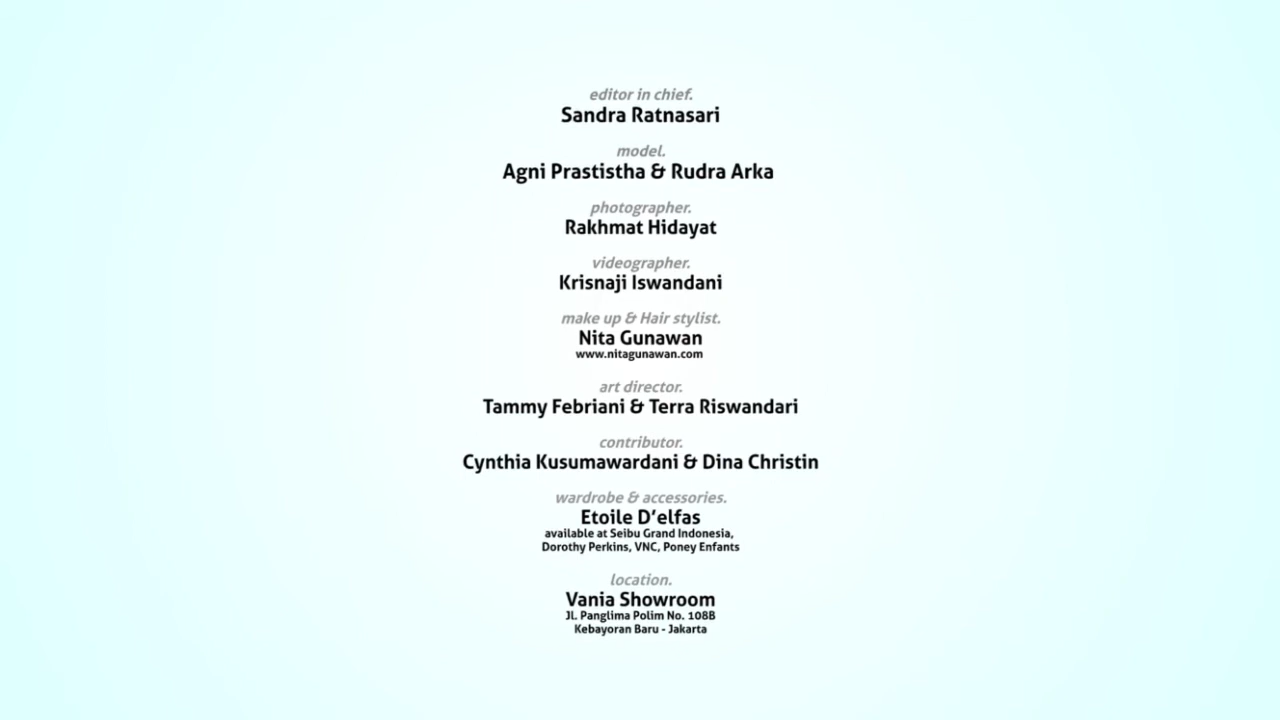 editor in chief.
Sandra Ratnasari
model.
Agni Prastistha & Rudra Arka
photographer.
Rakhmat Hidayat
videographer.
Krisnaji Iswandani
make up & Hair stylist.
Nita Gunawan
www.nitagunawan.com
art director.
Tammy Febriani & Terra Riswandari
contributor.
Cynthia Kusumawardani & Dina Christin
wardrobe & accessories.
Etoile D'elfas
available at Seibu Grand Indonesia,
Dorothy Perkins, VNC, Poney Enfants
location.
Vania Showroom
Jl. Panglima Polim No. 108B
Kebayoran Baru - Jakarta